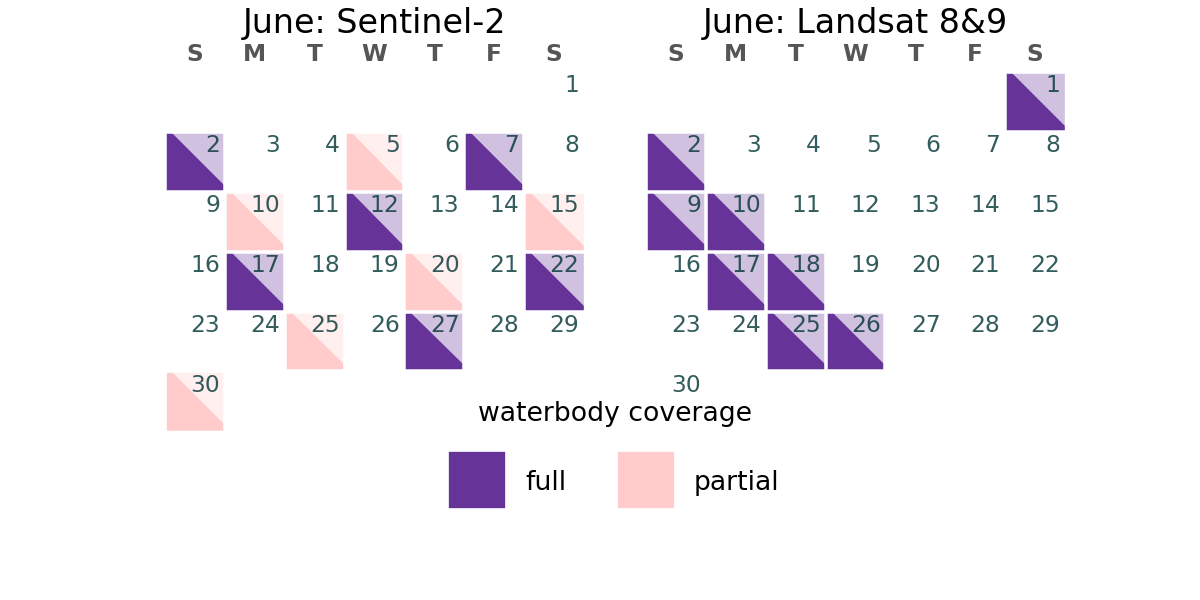 June: Sentinel-2
S M T W T F S
1
2 3 4 5 6 7 8
9 10 11 12 13 14 15
16 17 18 19 20 21 22
23 24 25 26 27 28 29
30
June: Landsat 8&9
S M T W T F S
1
2 3 4 5 6 7 8
9 10 11 12 13 14 15
16 17 18 19 20 21 22
23 24 25 26 27 28 29
30
waterbody coverage
full partial